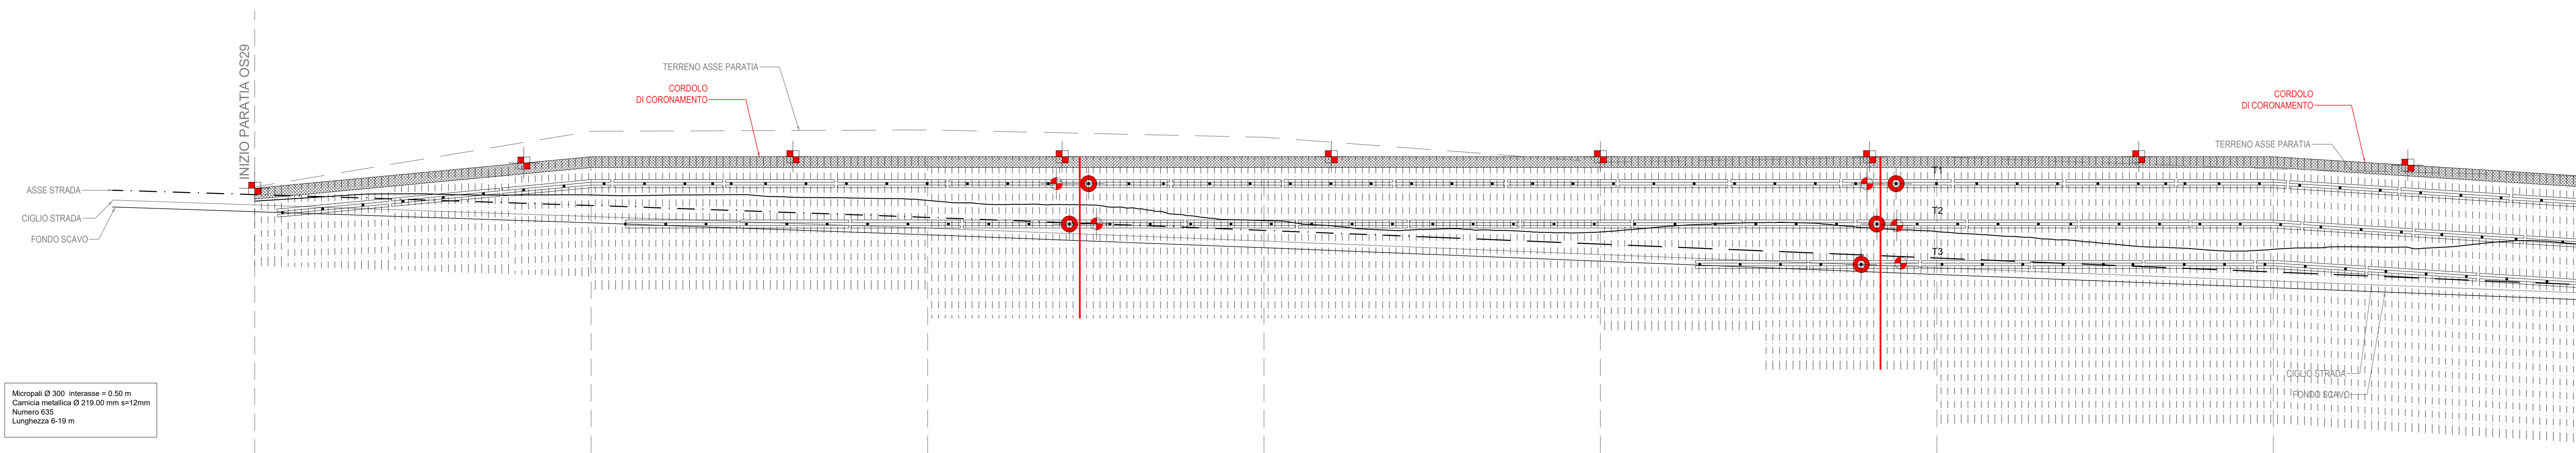 INIZIO PARATIA OS29
TERRENO ASSE PARATIA
CORDOLO
DI CORONAMENTO
CORDOLO
DI CORONAMENTO
TERRENO ASSE PARATIA
ASSE STRADA
CIGLIO STRADA
FONDO SCAVO
T1
T2
T3
CIGLIO STRADA
FONDO SCAVO
Micropali Ø 300 interasse = 0.50 m
Camicia metallica Ø 219.00 mm s=12mm
Numero 635
Lunghezza 6-19 m